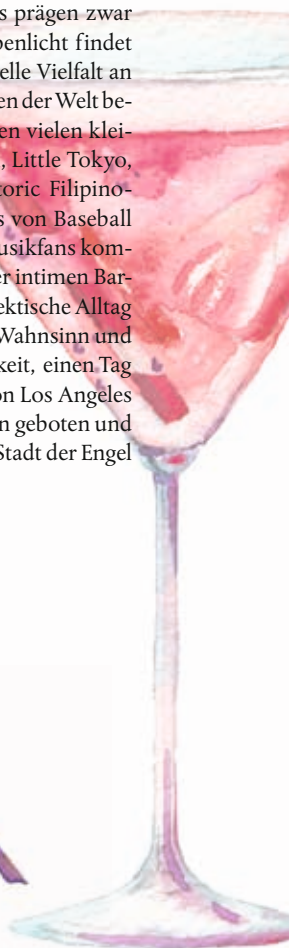 s prägen zwar
penlicht findet
elle Vielfalt an
en der Welt be-
en vielen klei-
, Little Tokyo,
toric Filipino-
s von Baseball
usikfans kom-
er intimen Bar-
ektische Alltag
Wahnsinn und
keit, einen Tag
on Los Angeles
n geboten und
Stadt der Engel